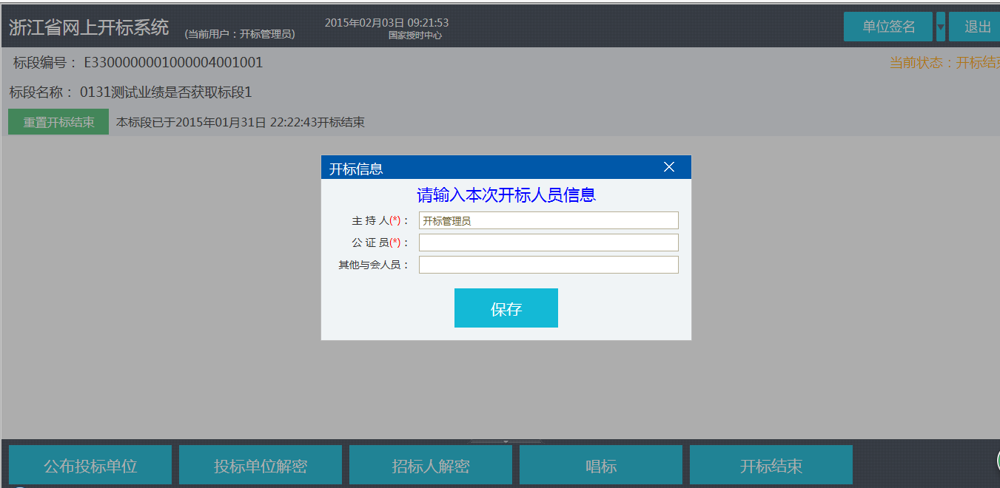 浙江省网上开标系统 (当前用户：开标管理员) 2015年02月03日 09:21:53 单位签名 退出
国家授时中心
标段编号： E3300000001000004001001 当前状态：开标结束
标段名称： 0131测试业绩是否获取标段1
重置开标结束 本标段已于2015年01月31日 22:22:43开标结束
开标信息
请输入本次开标人员信息
主 持 人(*)： 开标管理员
公 证 员(*)：
其他与会人员：
保存
公布投标单位 投标单位解密 招标人解密 唱标 开标结束